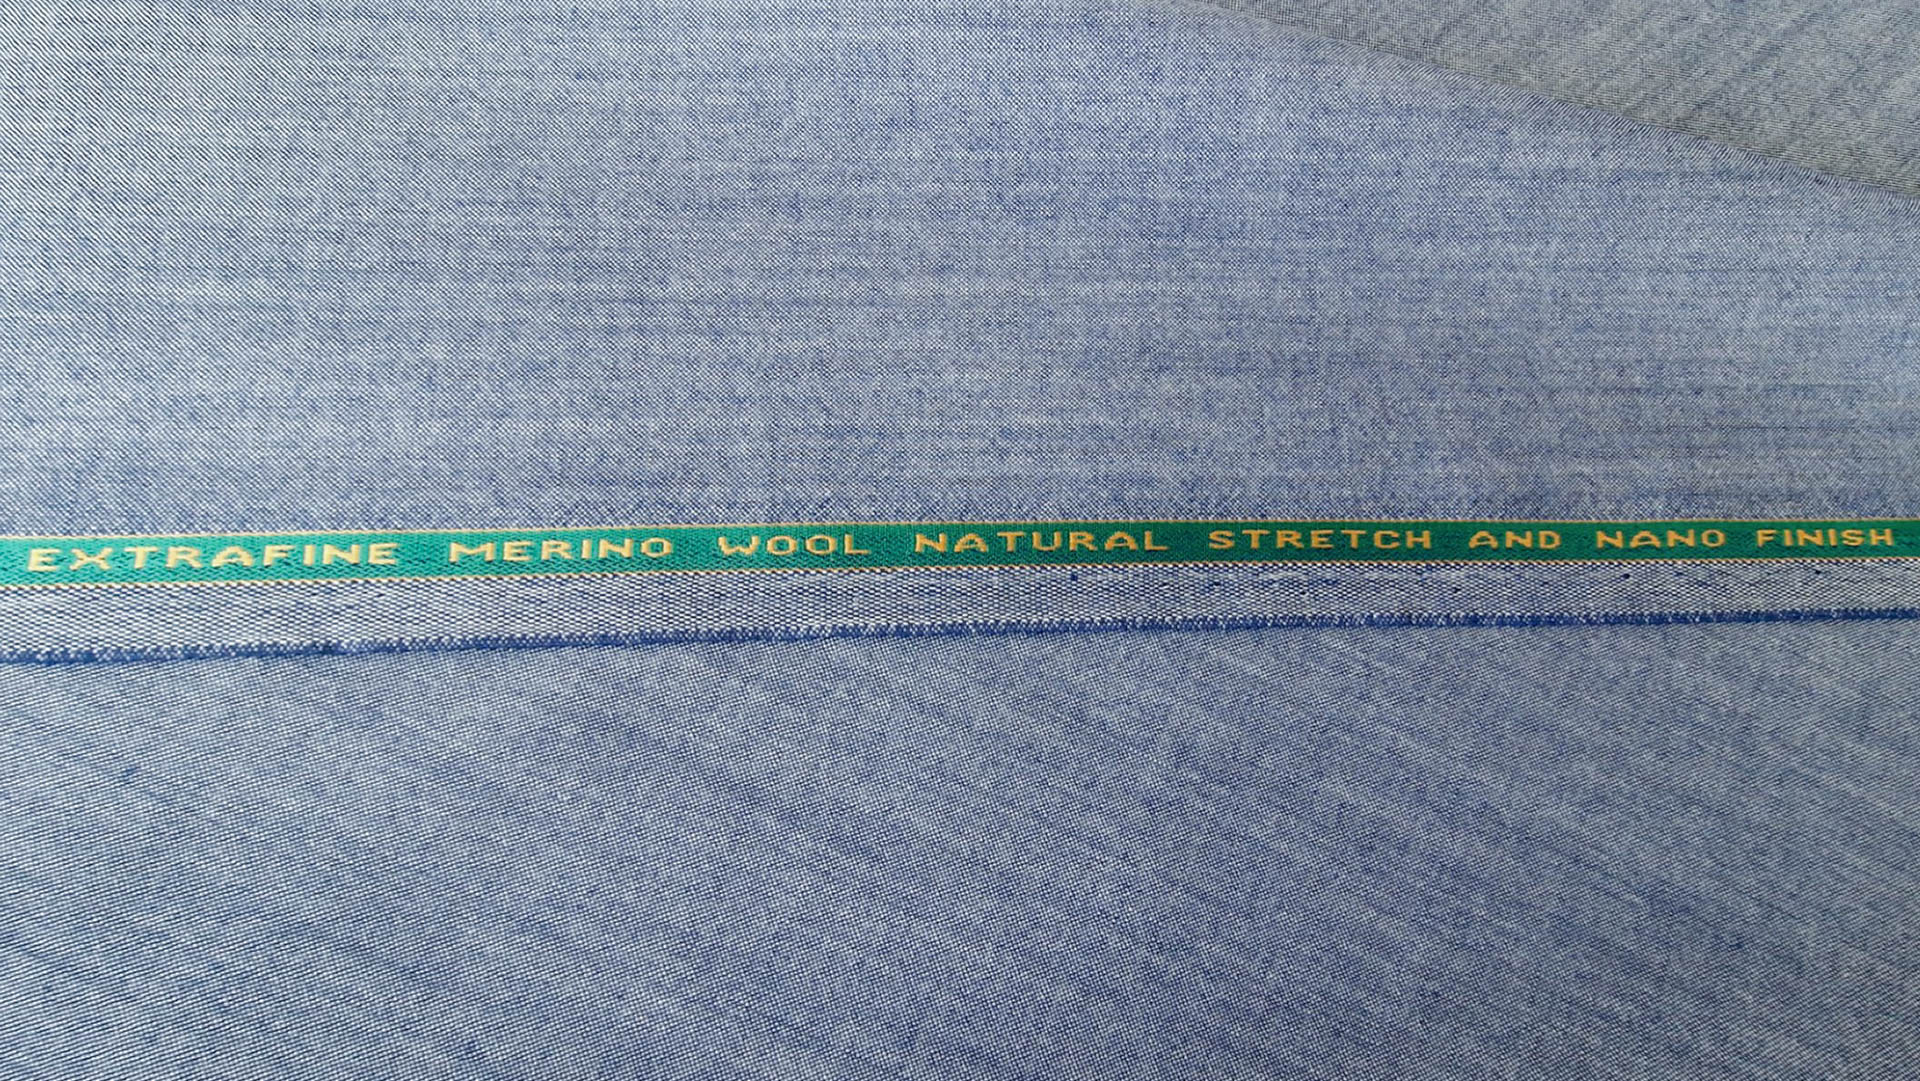 EXTRAFINE MERINO WOOL NATURAL STRETCH AND NANO FINISH